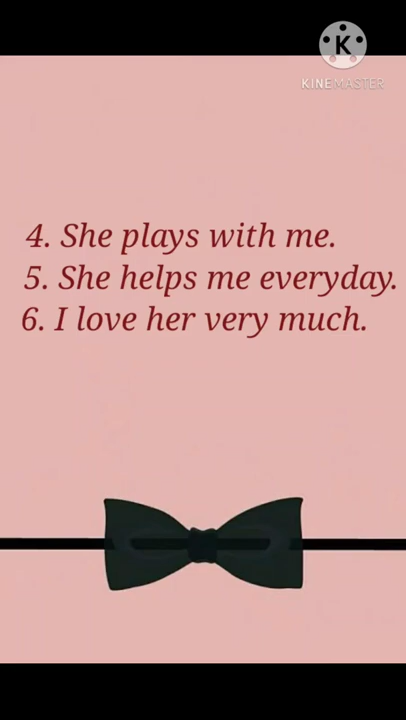 K
KINEMASTER
4. She plays with me.
5. She helps me everyday.
6. I love her very much.